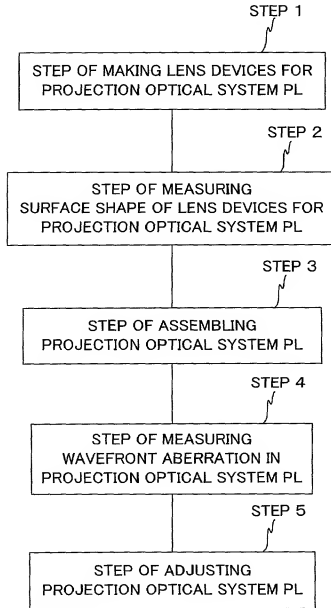 STEP 1
STEP OF MAKING LENS DEVICES FOR
PROJECTION OPTICAL SYSTEM PL
STEP 2
STEP OF MEASURING
SURFACE SHAPE OF LENS DEVICES FOR
PROJECTION OPTICAL SYSTEM PL
STEP 3
STEP OF ASSEMBLING
PROJECTION OPTICAL SYSTEM PL
STEP 4
STEP OF MEASURING
WAVEFRONT ABERRATION IN
PROJECTION OPTICAL SYSTEM PL
STEP 5
STEP OF ADJUSTING
PROJECTION OPTICAL SYSTEM PL